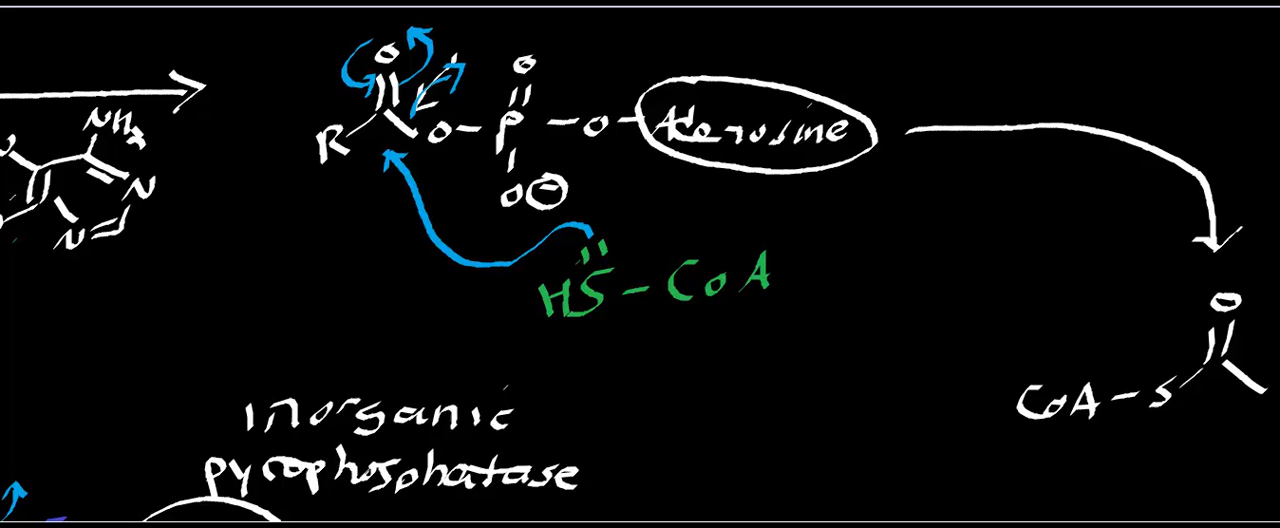 O O
NH2
R O-P-O-Adenosine
N
N
O⊖
HS-CoA
O
CoA-S
inorganic
pyrophosphatase